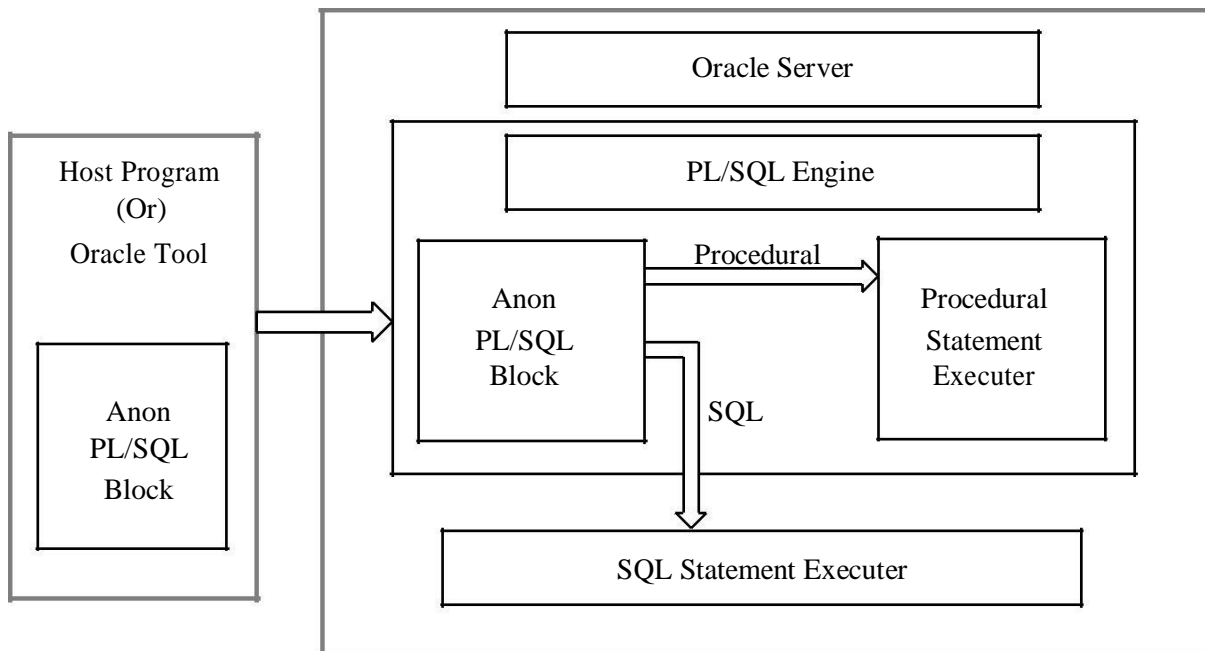 Oracle Server
Host Program
(Or)
Oracle Tool
Anon
PL/SQL
Block
PL/SQL Engine
Anon
PL/SQL
Block
Procedural
SQL
Procedural
Statement
Executer
SQL Statement Executer